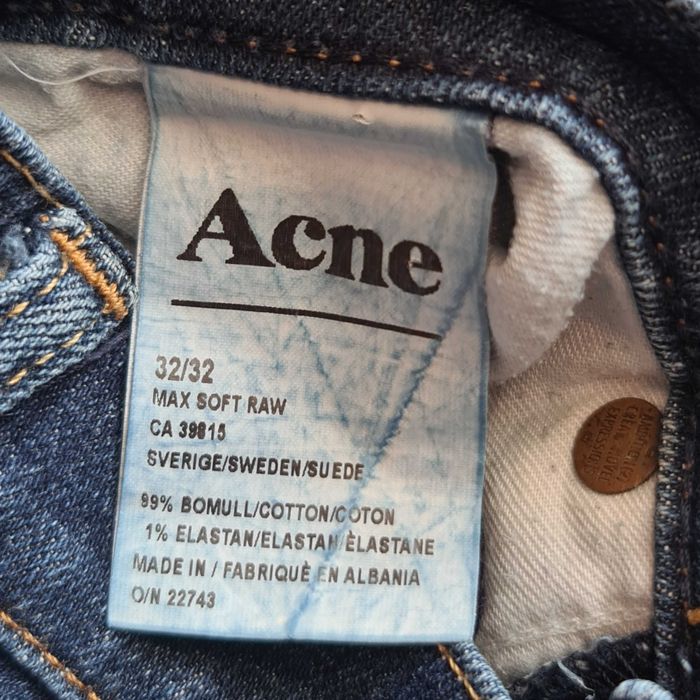 Acne
32/32
MAX SOFT RAW
CA 39815
SVERIGE/SWEDEN/SUEDE
99% BOMULL/COTTON/COTON
1% ELASTAN/ELASTAN/ÈLASTANE
MADE IN / FABRIQUÈ EN ALBANIA
O/N 22743